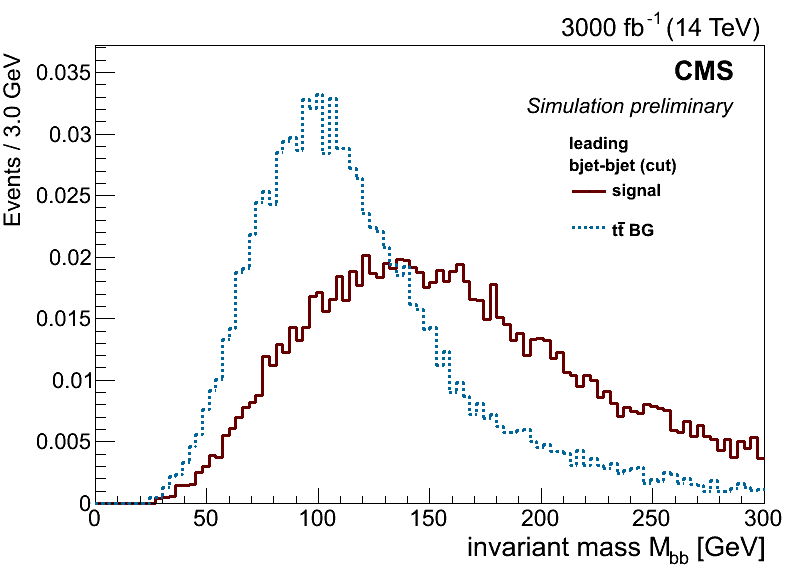 3000 fb⁻¹ (14 TeV)
CMS
Simulation preliminary
leading
bjet-bjet (cut)
signal
tt̄ BG
Events / 3.0 GeV
0.035
0.03
0.025
0.02
0.015
0.01
0.005
0
0 50 100 150 200 250 300
invariant mass M_bb [GeV]